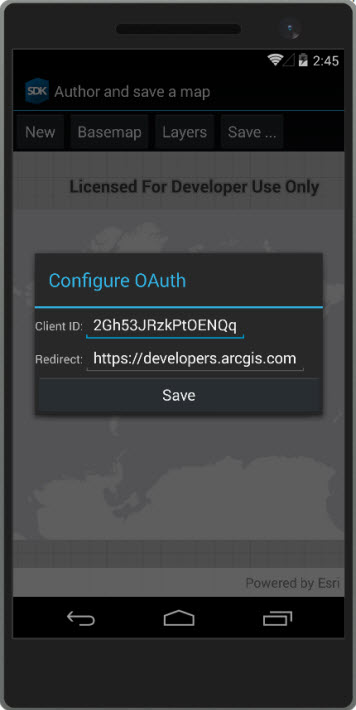 2:45
SDK Author and save a map
New Basemap Layers Save ...
Licensed For Developer Use Only
Configure OAuth
Client ID: 2Gh53JRzkPtOENQq
Redirect: https://developers.arcgis.com
Save
Powered by Esri